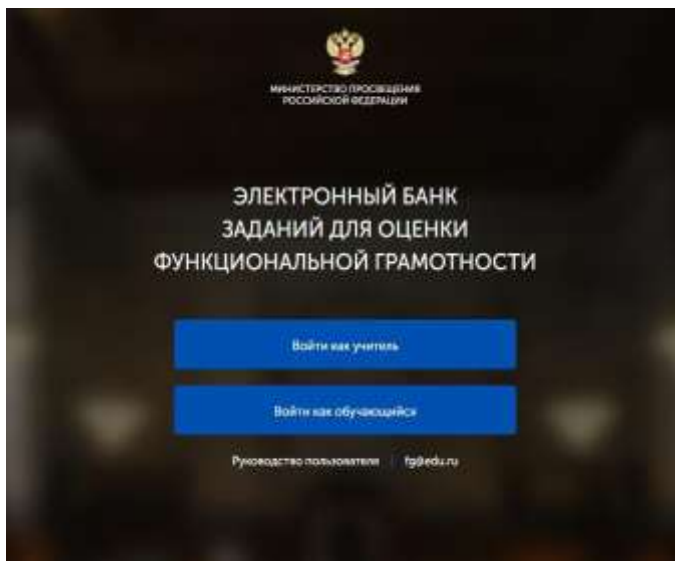 МИНИСТЕРСТВО ПРОСВЕЩЕНИЯ
РОССИЙСКОЙ ФЕДЕРАЦИИ
ЭЛЕКТРОННЫЙ БАНК
ЗАДАНИЙ ДЛЯ ОЦЕНКИ
ФУНКЦИОНАЛЬНОЙ ГРАМОТНОСТИ
Войти как учитель
Войти как обучающийся
Руководство пользователя | fg@edu.ru